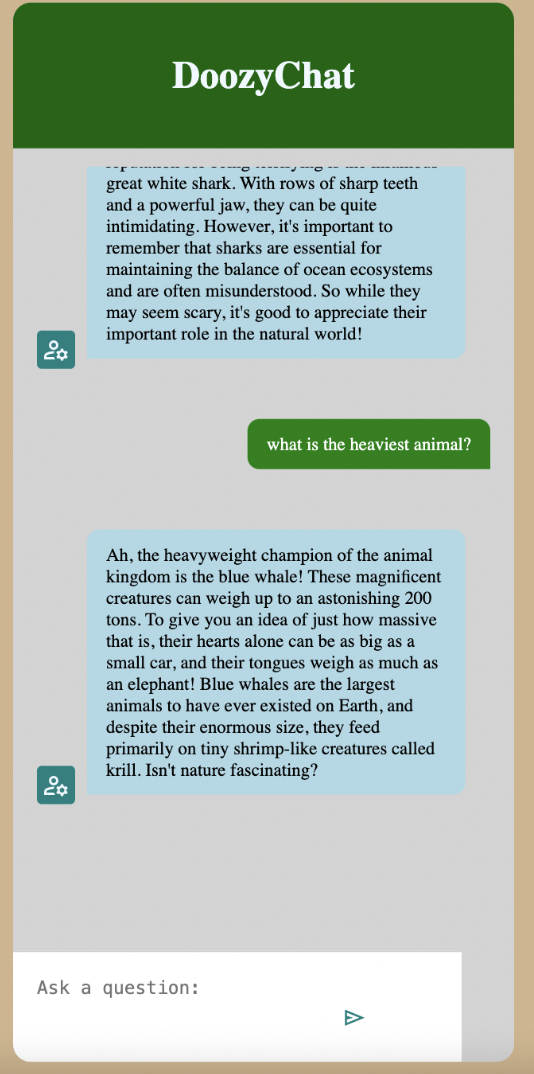 DoozyChat
great white shark. With rows of sharp teeth
and a powerful jaw, they can be quite
intimidating. However, it's important to
remember that sharks are essential for
maintaining the balance of ocean ecosystems
and are often misunderstood. So while they
may seem scary, it's good to appreciate their
important role in the natural world!
what is the heaviest animal?
Ah, the heavyweight champion of the animal
kingdom is the blue whale! These magnificent
creatures can weigh up to an astonishing 200
tons. To give you an idea of just how massive
that is, their hearts alone can be as big as a
small car, and their tongues weigh as much as
an elephant! Blue whales are the largest
animals to have ever existed on Earth, and
despite their enormous size, they feed
primarily on tiny shrimp-like creatures called
krill. Isn't nature fascinating?
Ask a question: